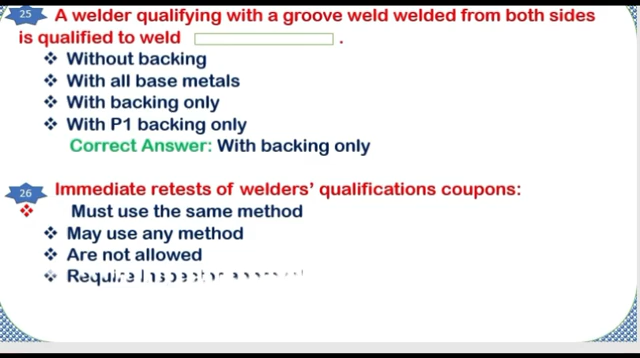 25 A welder qualifying with a groove weld welded from both sides
is qualified to weld .
❖ Without backing
❖ With all base metals
❖ With backing only
❖ With P1 backing only
Correct Answer: With backing only
26 Immediate retests of welders' qualifications coupons:
❖ Must use the same method
❖ May use any method
❖ Are not allowed
❖ Require Inspector